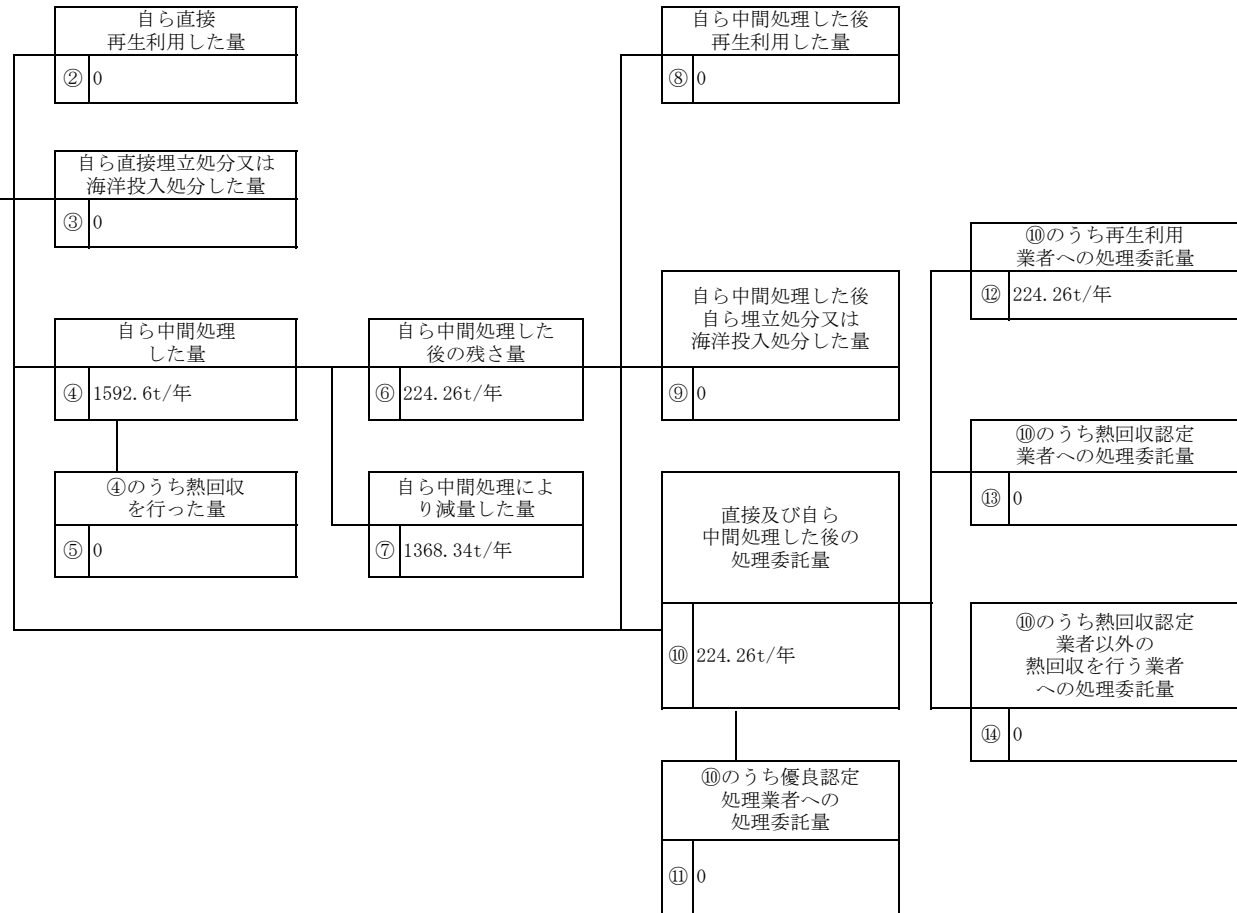 自ら直接
再生利用した量
② 0
自ら直接埋立処分又は
海洋投入処分した量
③ 0
自ら中間処理
した量
④ 1592.6t/年
④のうち熱回収
を行った量
⑤ 0
自ら中間処理した
後の残さ量
⑥ 224.26t/年
自ら中間処理によ
り減量した量
⑦ 1368.34t/年
自ら中間処理した後
再生利用した量
⑧ 0
自ら中間処理した後
自ら埋立処分又は
海洋投入処分した量
⑨ 0
直接及び自ら
中間処理した後の
処理委託量
⑩ 224.26t/年
⑩のうち優良認定
処理業者への
処理委託量
⑪ 0
⑩のうち再生利用
業者への処理委託量
⑫ 224.26t/年
⑩のうち熱回収認定
業者への処理委託量
⑬ 0
⑩のうち熱回収認定
業者以外の
熱回収を行う業者
への処理委託量
⑭ 0